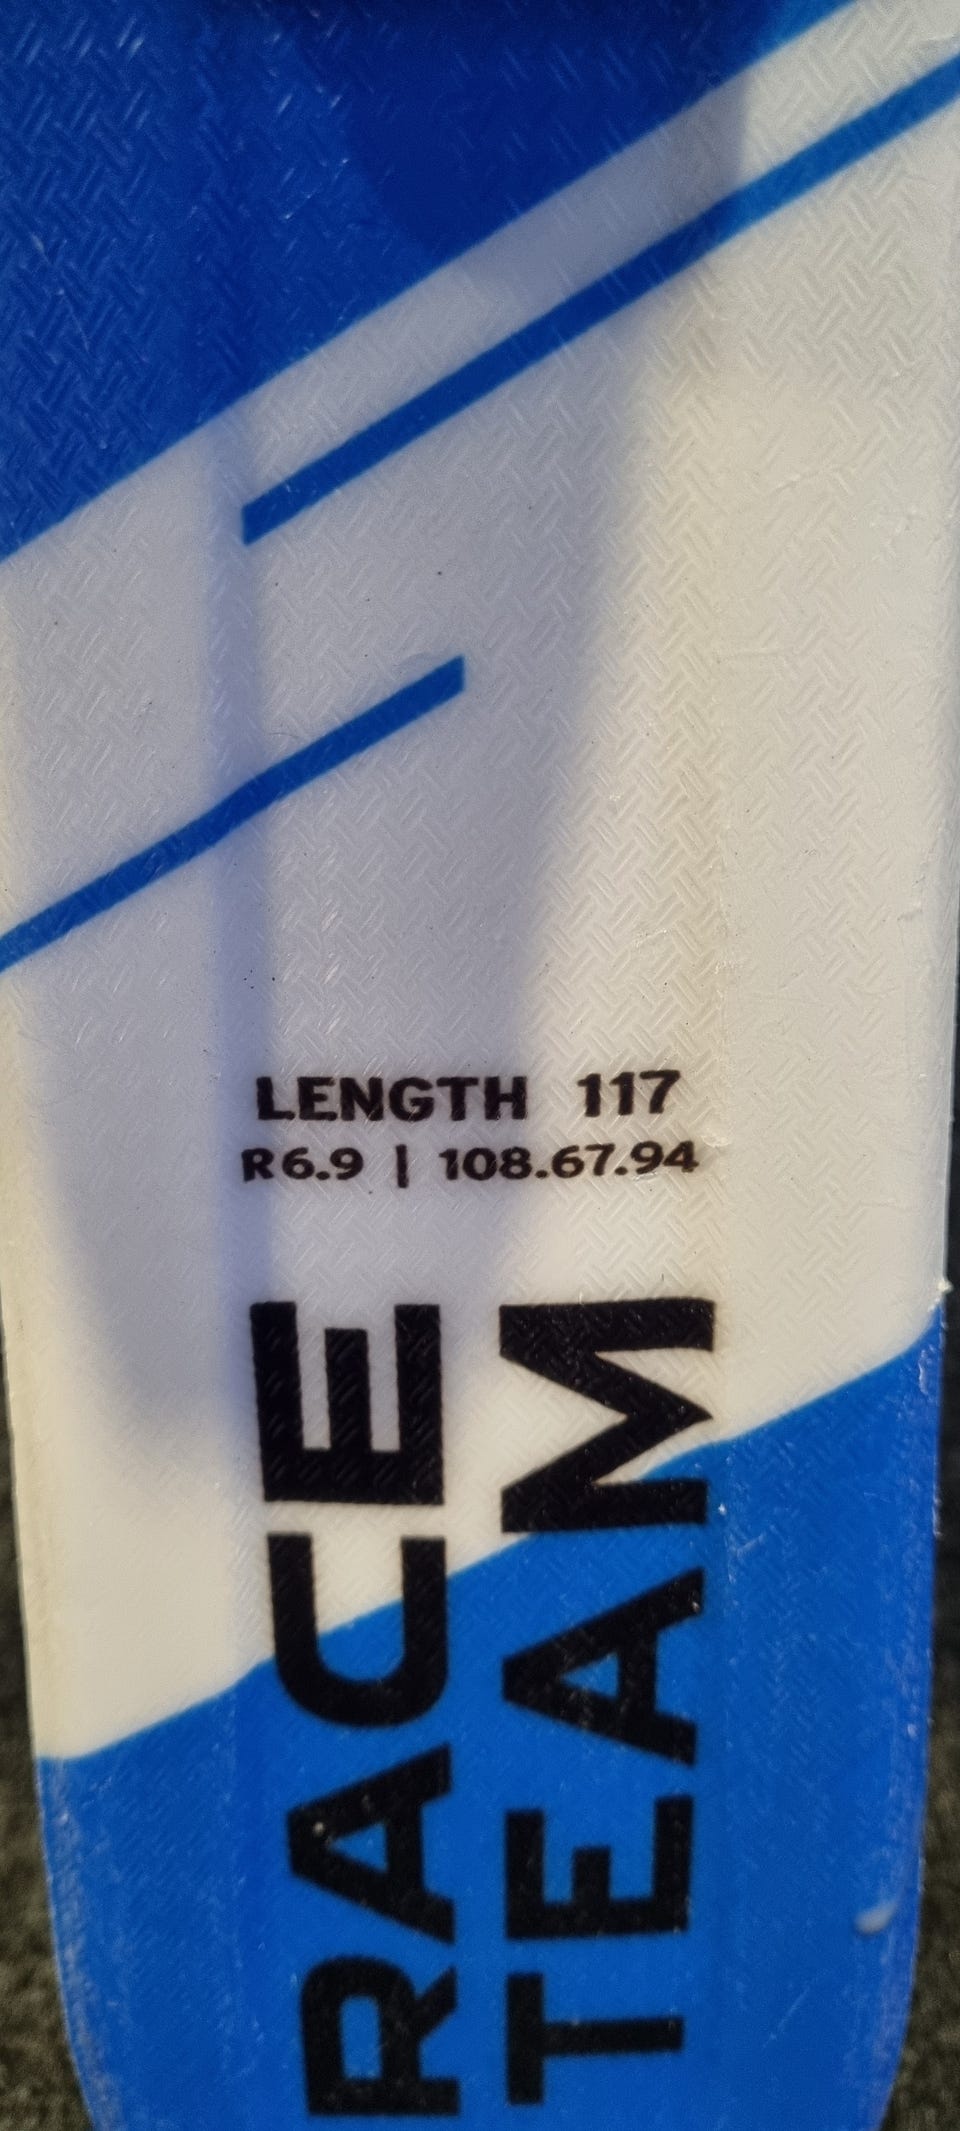 LENGTH 117
R6.9 | 108.67.94
RACE
TEAM